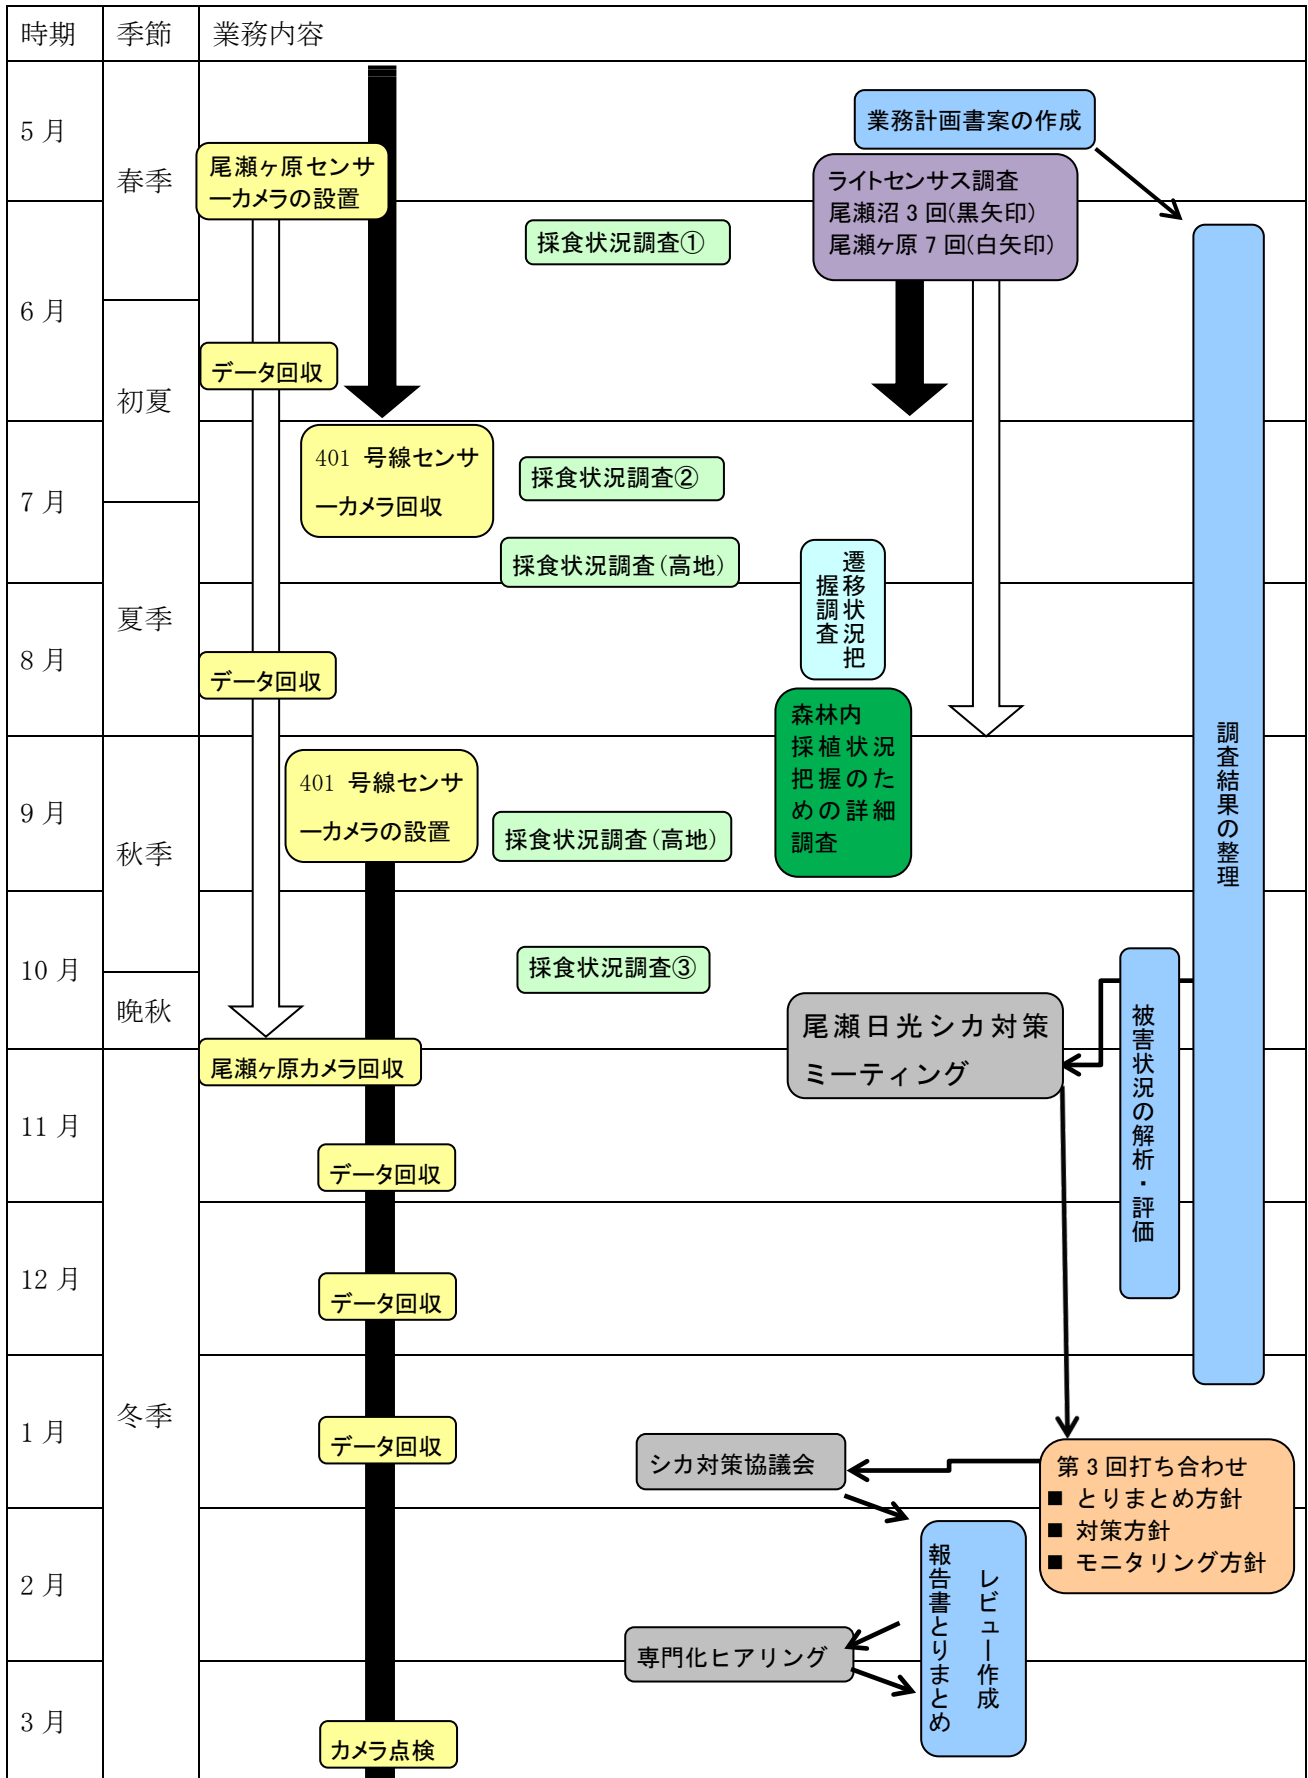 時期 季節 業務内容
5 月
春季
尾瀬ヶ原センサ
ーカメラの設置
業務計画書案の作成
ライトセンサス調査
尾瀬沼 3 回(黒矢印)
尾瀬ヶ原 7 回(白矢印)
6 月
採食状況調査①
初夏
データ回収
7 月
401 号線センサ
ーカメラ回収
採食状況調査②
採食状況調査(高地)
遷移状況把
握調査
夏季
8 月
データ回収
森林内
採植状況
把握のた
めの詳細
調査
調査結果の整理
9 月
秋季
401 号線センサ
ーカメラの設置
採食状況調査(高地)
10 月
採食状況調査③
晩秋
尾瀬日光シカ対策
ミーティング
被害状況の解析・評価
尾瀬ヶ原カメラ回収
11 月
データ回収
12 月
データ回収
冬季
1 月
データ回収
シカ対策協議会
第 3 回打ち合わせ
■ とりまとめ方針
■ 対策方針
■ モニタリング方針
2 月
レビュー作成
報告書とりまとめ
専門化ヒアリング
3 月
カメラ点検